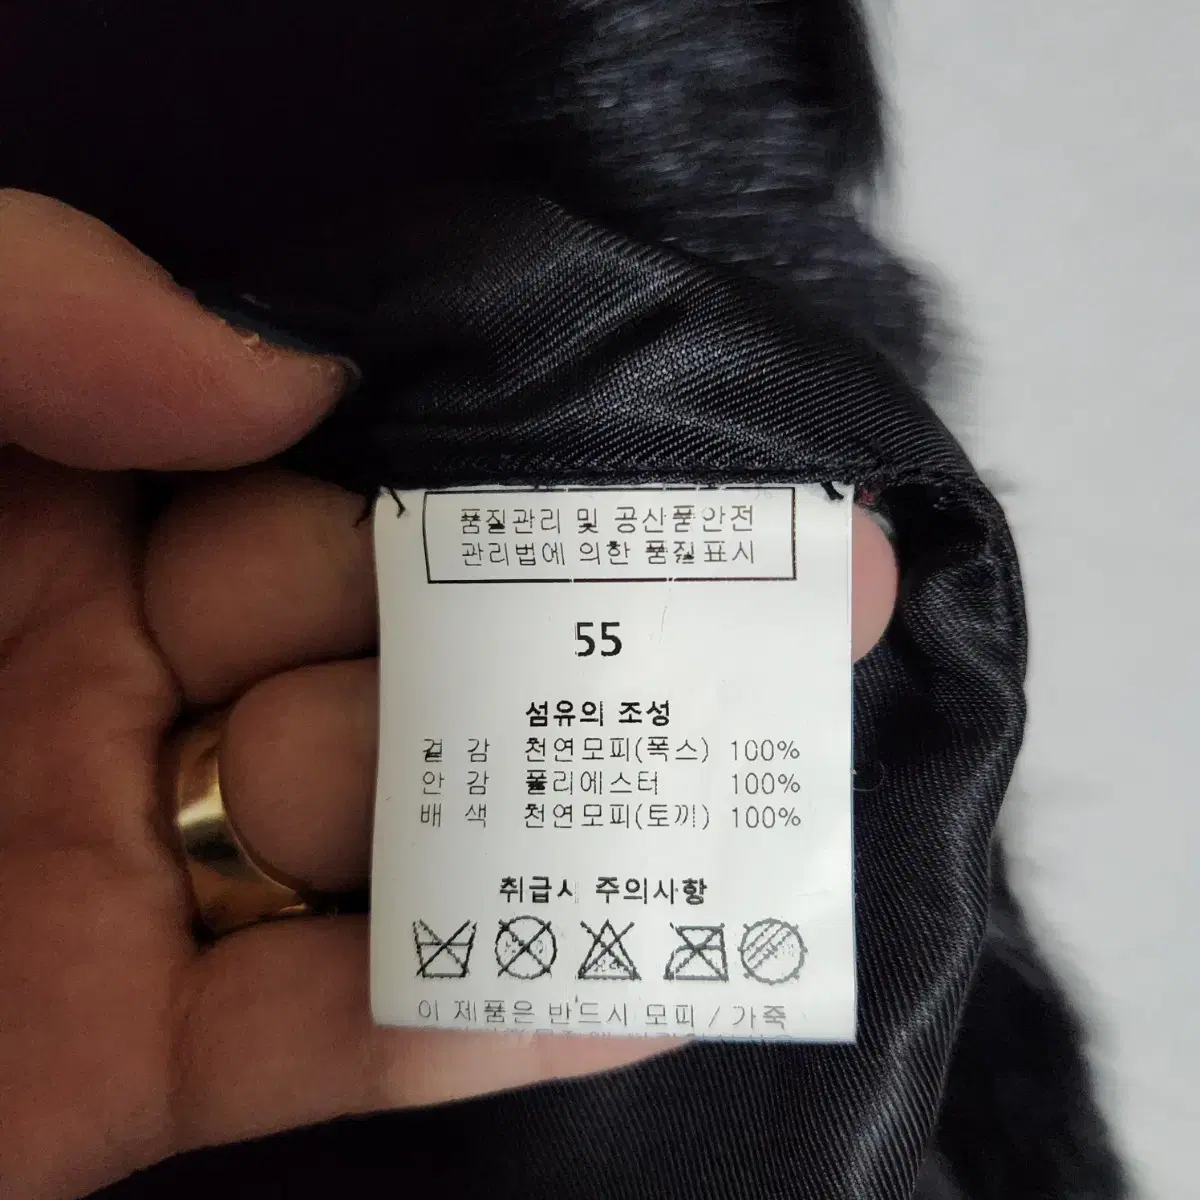 품질관리 및 공산품안전
관리법에 의한 품질표시
55
섬유의 조성
겉 감 천연모피(폭스) 100%
안 감 폴리에스터 100%
배 색 천연모피(토끼) 100%
취급시 주의사항
이 제품은 반드시 모피 / 가죽